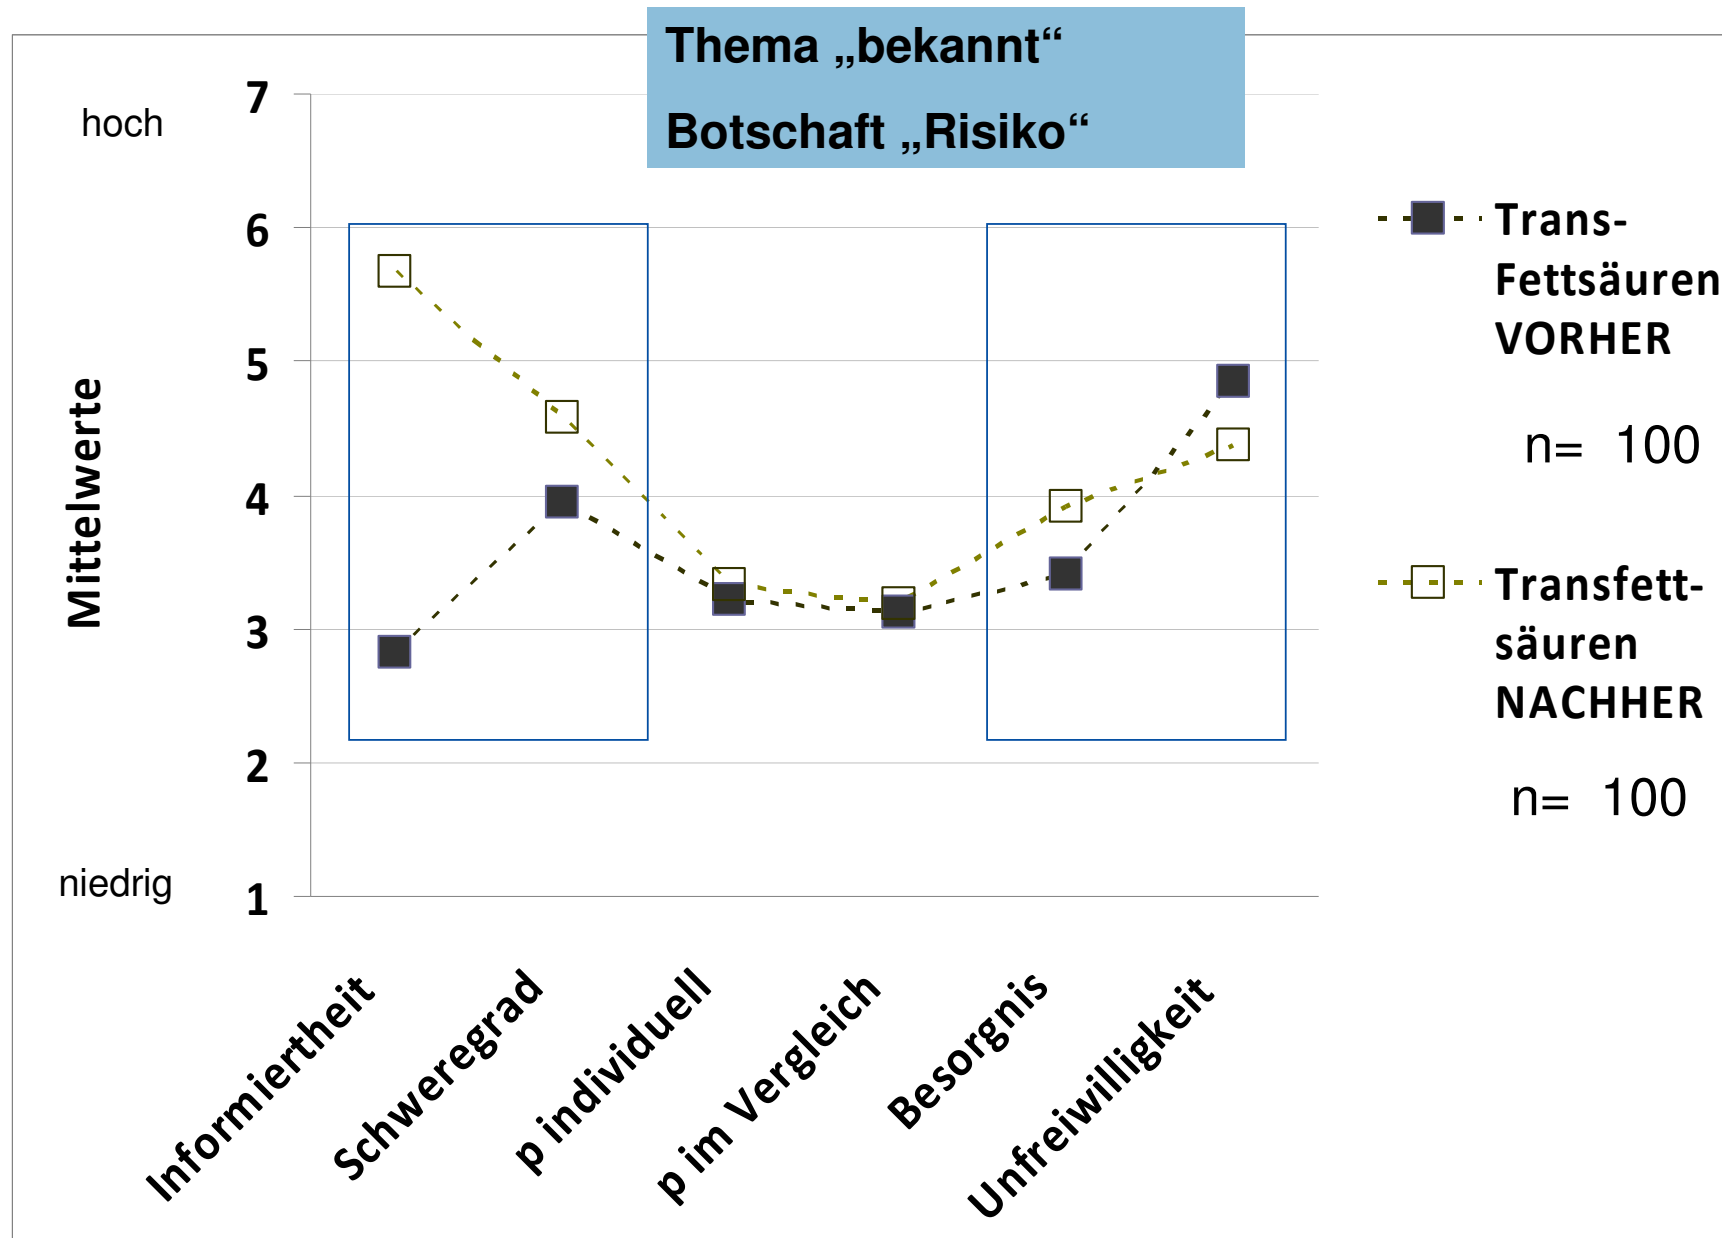 Thema „bekannt“
Botschaft „Risiko“
hoch
7
6
5
4
3
2
1
niedrig
Mittelwerte
Informiertheit
Schweregrad
p individuell
p im Vergleich
Besorgnis
Unfreiwilligkeit
Trans-
Fettsäuren
VORHER
n= 100
Transfett-
säuren
NACHHER
n= 100